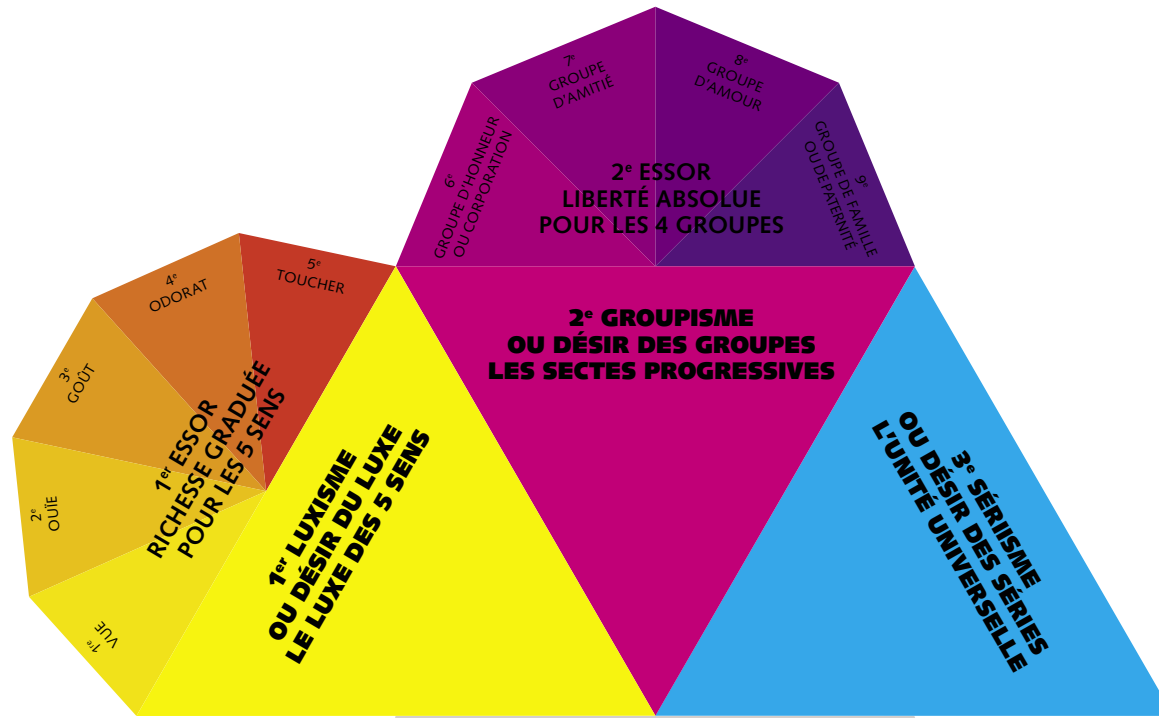 1re
VUE
2e
OUÏE
3e
GOÛT
4e
ODORAT
5e
TOUCHER
1er ESSOR
RICHESSE GRADUÉE
POUR LES 5 SENS
1er LUXISME
OU DÉSIR DU LUXE
LE LUXE DES 5 SENS
6e
GROUPE D'HONNEUR
OU CORPORATION
7e
GROUPE
D'AMITIÉ
8e
GROUPE
D'AMOUR
9e
GROUPE DE FAMILLE
OU DE PATERNITÉ
2e ESSOR
LIBERTÉ ABSOLUE
POUR LES 4 GROUPES
2e GROUPISME
OU DÉSIR DES GROUPES
LES SECTES PROGRESSIVES
3e SÉRIISME
OU DÉSIR DES SÉRIES
L'UNITÉ UNIVERSELLE